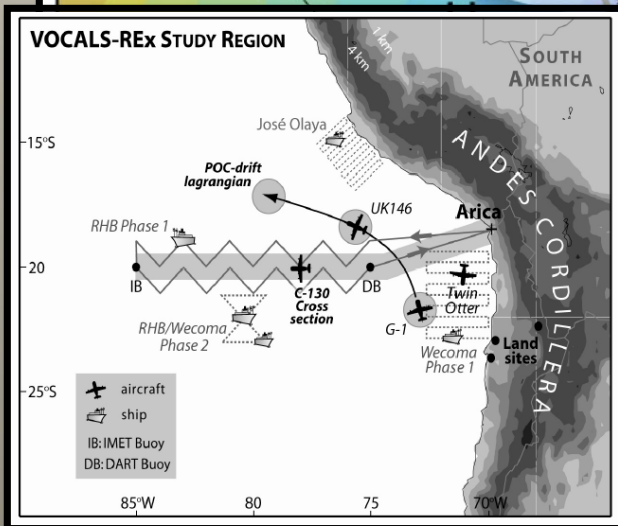 VOCALS-REx STUDY REGION
1 km
4 km
SOUTH
AMERICA
15°S
José Olaya
ANDES CORDILLERA
POC-drift
lagrangian
UK146
Arica
RHB Phase 1
20
IB
DB
C-130
Cross
section
Twin
Otter
RHB/Wecoma
Phase 2
G-1
Wecoma
Phase 1
Land
sites
25°S
aircraft
ship
IB: IMET Buoy
DB: DART Buoy
85°W
80
75
70°W